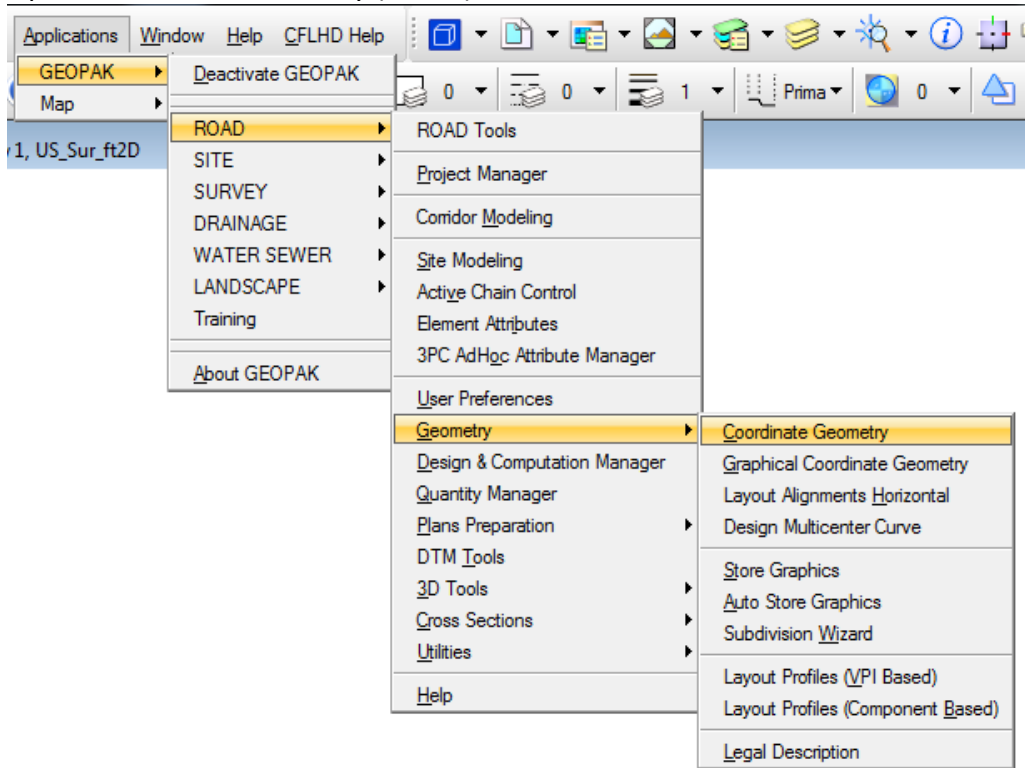 Applications Window Help CFLHD Help
GEOPAK
Map
Deactivate GEOPAK
0 0 1 Prima 0
1, US_Sur_ft2D
ROAD
SITE
SURVEY
DRAINAGE
WATER SEWER
LANDSCAPE
Training
About GEOPAK
ROAD Tools
Project Manager
Corridor Modeling
Site Modeling
Active Chain Control
Element Attributes
3PC AdHoc Attribute Manager
User Preferences
Geometry
Design & Computation Manager
Quantity Manager
Plans Preparation
DTM Tools
3D Tools
Cross Sections
Utilities
Help
Coordinate Geometry
Graphical Coordinate Geometry
Layout Alignments Horizontal
Design Multicenter Curve
Store Graphics
Auto Store Graphics
Subdivision Wizard
Layout Profiles (VPI Based)
Layout Profiles (Component Based)
Legal Description